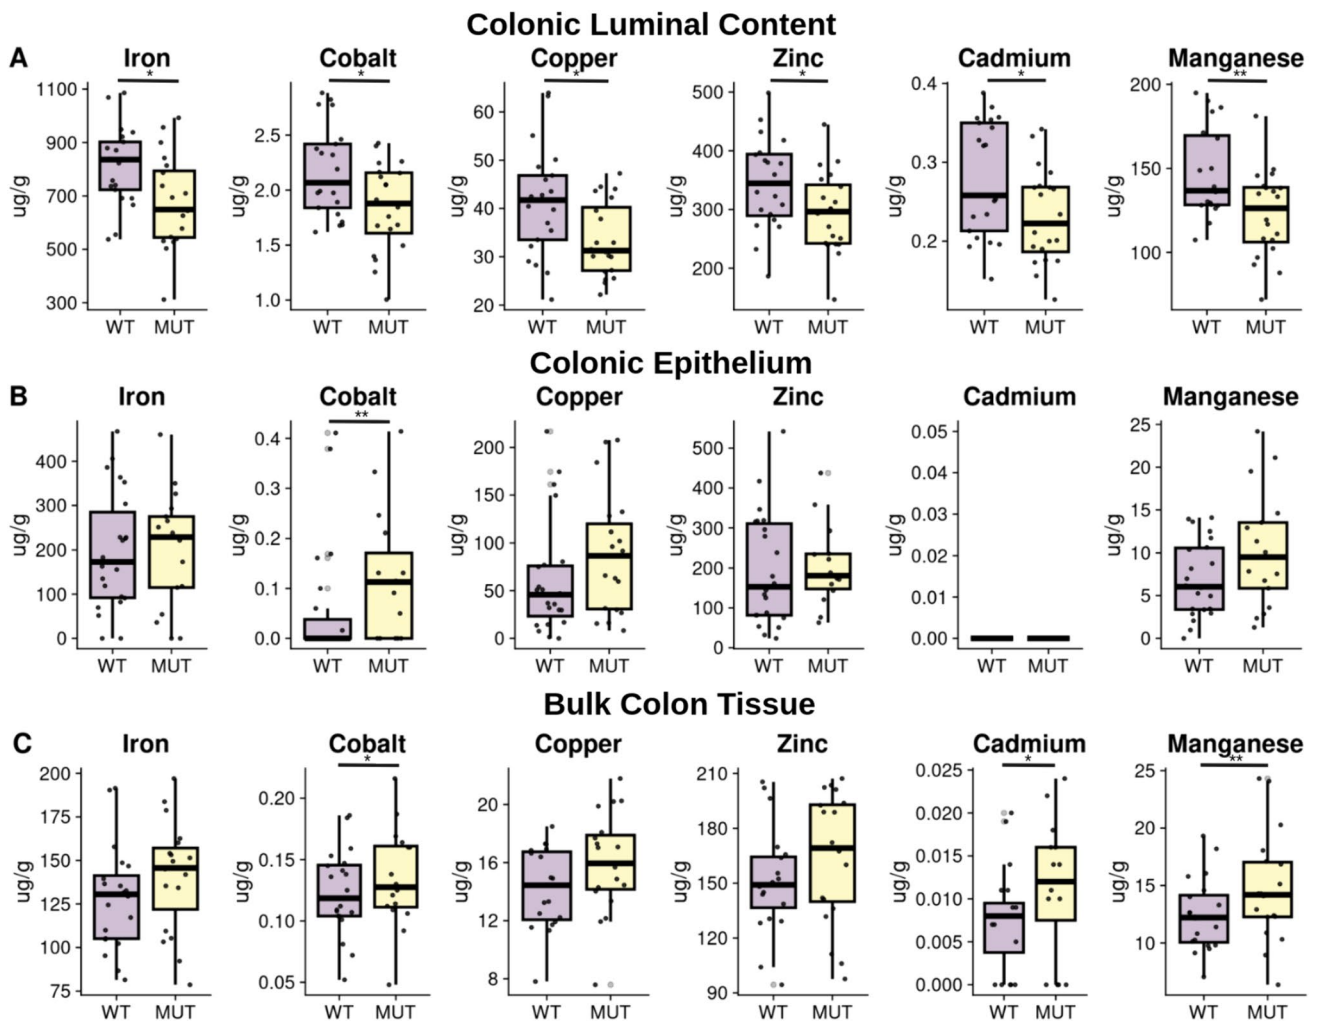 Colonic Luminal Content
A Iron Cobalt Copper Zinc Cadmium Manganese
* * * * * **
ug/g 1100 900 700 500 300
ug/g 2.5 2.0 1.5 1.0
ug/g 60 50 40 30 20
ug/g 500 400 300 200
ug/g 0.4 0.3 0.2
ug/g 200 150 100
WT MUT WT MUT WT MUT WT MUT WT MUT WT MUT
Colonic Epithelium
B Iron Cobalt Copper Zinc Cadmium Manganese
**
ug/g 400 300 200 100 0
ug/g 0.4 0.3 0.2 0.1 0.0
ug/g 200 150 100 50 0
ug/g 500 400 300 200 100 0
ug/g 0.05 0.04 0.03 0.02 0.01 0.00
ug/g 25 20 15 10 5 0
WT MUT WT MUT WT MUT WT MUT WT MUT WT MUT
Bulk Colon Tissue
C Iron Cobalt Copper Zinc Cadmium Manganese
* * **
ug/g 200 175 150 125 100 75
ug/g 0.20 0.15 0.10 0.05
ug/g 20 16 12 8
ug/g 210 180 150 120 90
ug/g 0.025 0.020 0.015 0.010 0.005 0.000
ug/g 25 20 15 10
WT MUT WT MUT WT MUT WT MUT WT MUT WT MUT